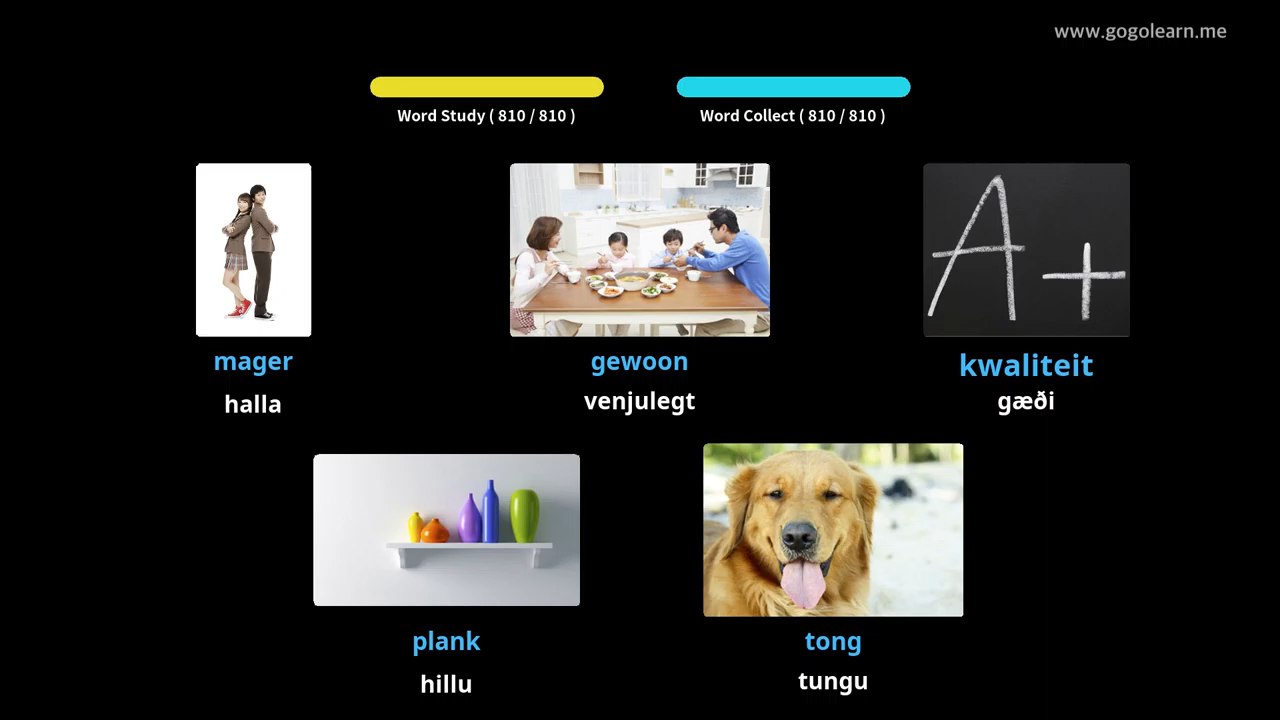 www.gogolearn.me
Word Study ( 810 / 810 )
Word Collect ( 810 / 810 )
A+
mager
halla
gewoon
venjulegt
kwaliteit
gæði
plank
hillu
tong
tungu